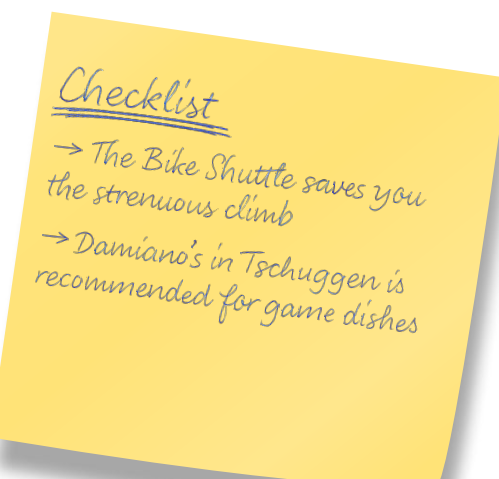 Checklist
→ The Bike Shuttle saves you
the strenuous climb
→ Damiano's in Tschuggen is
recommended for game dishes